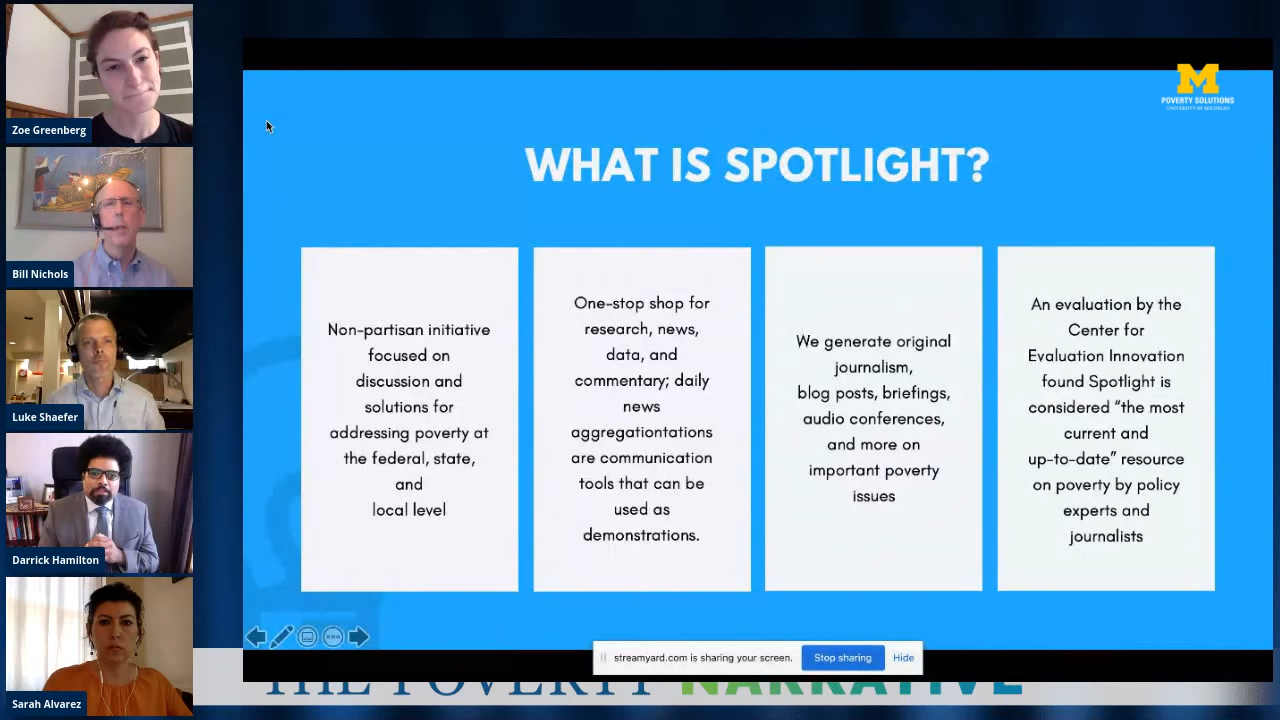 Zoe Greenberg
Bill Nichols
Luke Shaefer
Darrick Hamilton
Sarah Alvarez
M
POVERTY SOLUTIONS
UNIVERSITY OF MICHIGAN
WHAT IS SPOTLIGHT?
Non-partisan initiative
focused on
discussion and
solutions for
addressing poverty at
the federal, state,
and
local level
One-stop shop for
research, news,
data, and
commentary; daily
news
aggregationtations
are communication
tools that can be
used as
demonstrations.
We generate original
journalism,
blog posts, briefings,
audio conferences,
and more on
important poverty
issues
An evaluation by the
Center for
Evaluation Innovation
found Spotlight is
considered “the most
current and
up-to-date” resource
on poverty by policy
experts and
journalists
streamyard.com is sharing your screen. Stop sharing Hide
THE POVERTY NARRATIVE